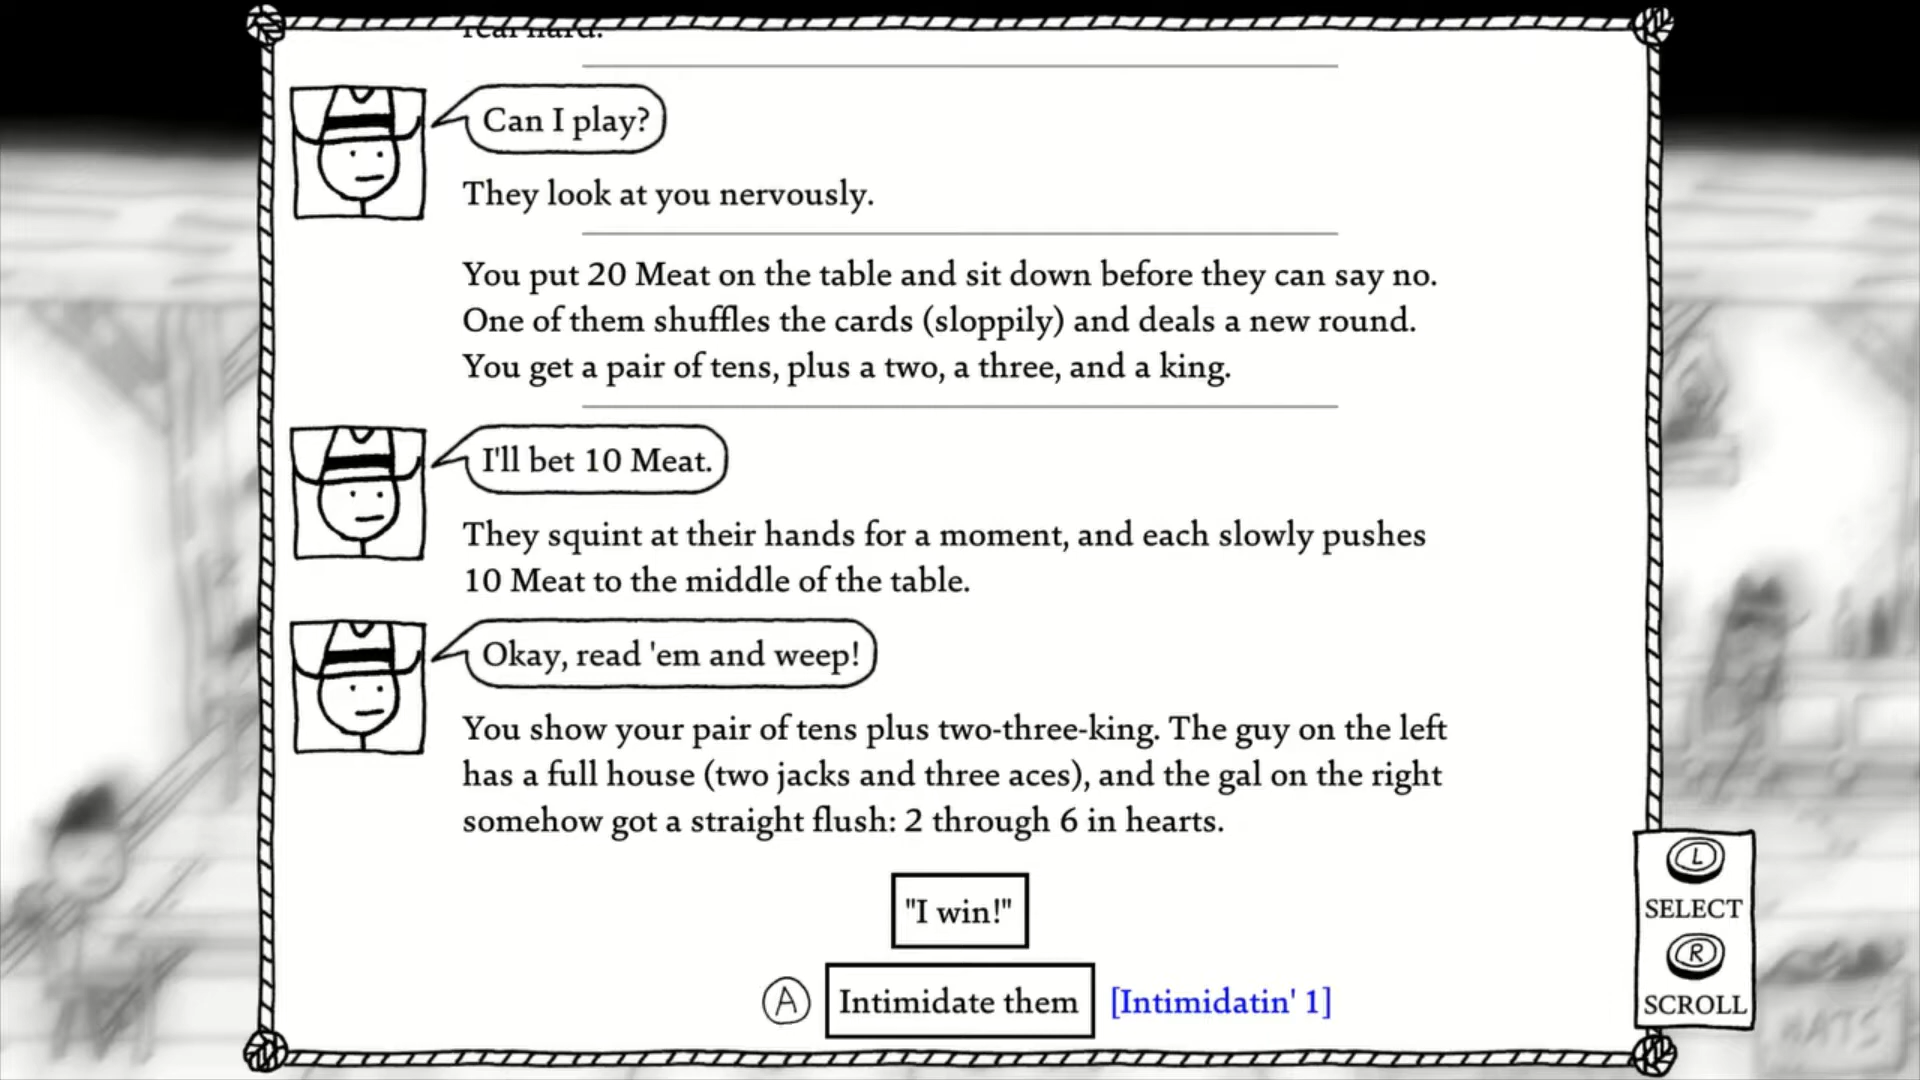 real hard.
Can I play?
They look at you nervously.
You put 20 Meat on the table and sit down before they can say no.
One of them shuffles the cards (sloppily) and deals a new round.
You get a pair of tens, plus a two, a three, and a king.
I'll bet 10 Meat.
They squint at their hands for a moment, and each slowly pushes
10 Meat to the middle of the table.
Okay, read 'em and weep!
You show your pair of tens plus two-three-king. The guy on the left
has a full house (two jacks and three aces), and the gal on the right
somehow got a straight flush: 2 through 6 in hearts.
"I win!"
A Intimidate them [Intimidatin' 1]
L
SELECT
R
SCROLL
HATS